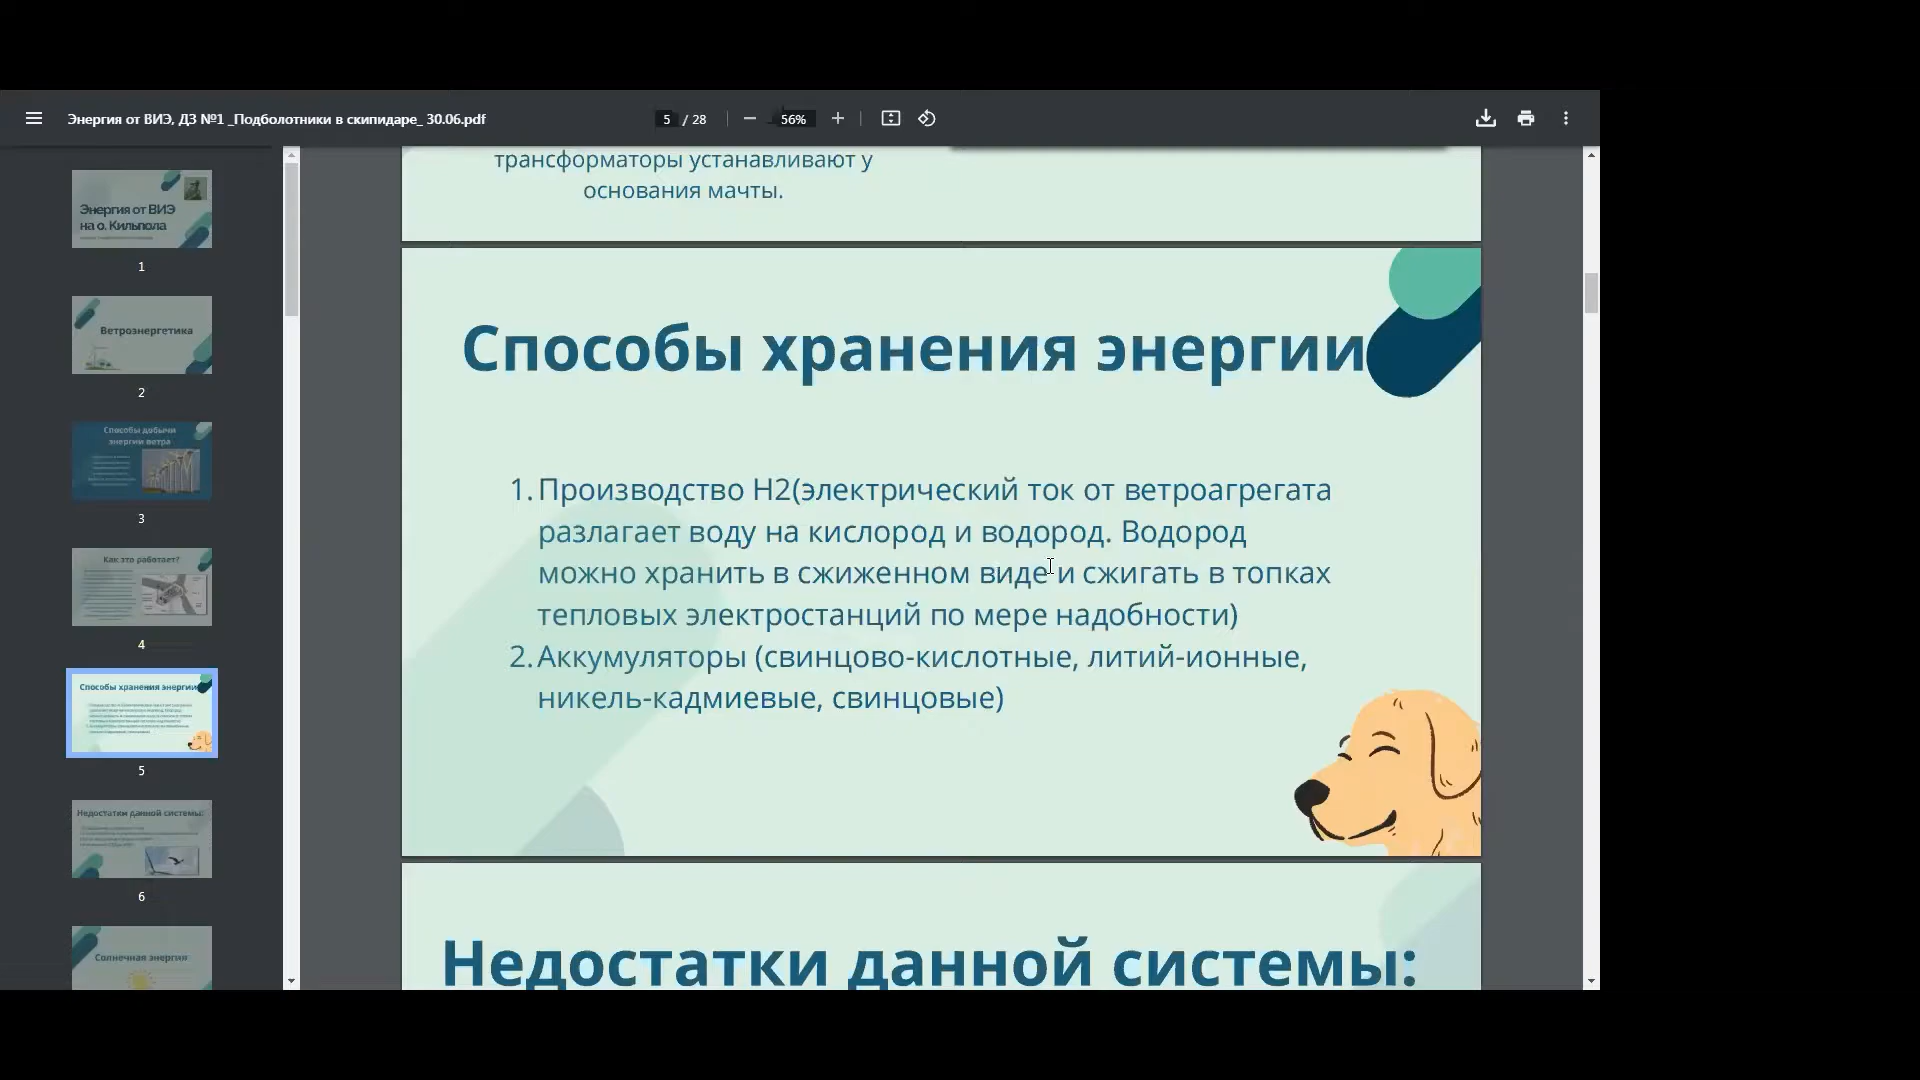 Энергия от ВИЭ, ДЗ №1 _Подболотники в скипидаре_ 30.06.pdf
5 / 28
56%
Энергия от ВИЭ
на о. Кильпола
1
Ветроэнергетика
2
Способы добычи
энергии ветра
3
Как это работает?
4
Способы хранения энергии
5
Недостатки данной системы:
6
Солнечная энергия
трансформаторы устанавливают у
основания мачты.
Способы хранения энергии
1. Производство H2(электрический ток от ветроагрегата
разлагает воду на кислород и водород. Водород
можно хранить в сжиженном виде и сжигать в топках
тепловых электростанций по мере надобности)
2. Аккумуляторы (свинцово-кислотные, литий-ионные,
никель-кадмиевые, свинцовые)
Недостатки данной системы: